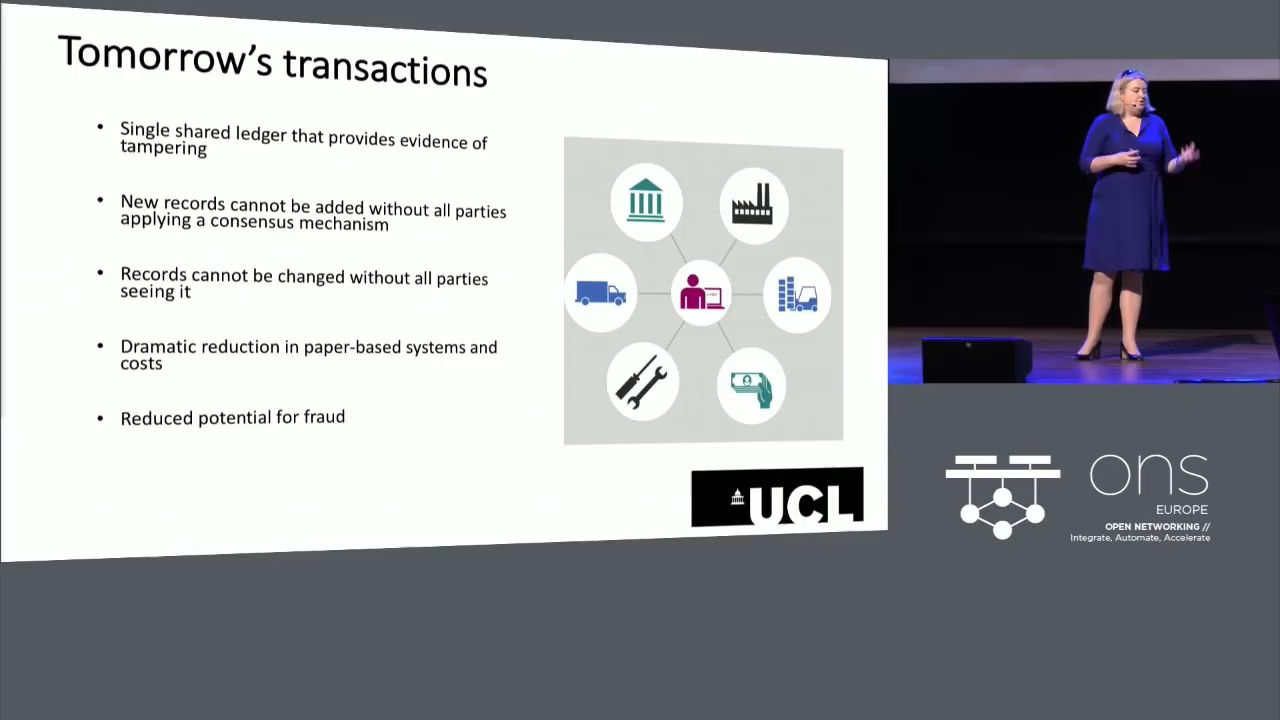 Tomorrow's transactions
• Single shared ledger that provides evidence of
tampering
• New records cannot be added without all parties
applying a consensus mechanism
• Records cannot be changed without all parties
seeing it
• Dramatic reduction in paper-based systems and
costs
• Reduced potential for fraud
UCL
ons
EUROPE
OPEN NETWORKING //
Integrate, Automate, Accelerate